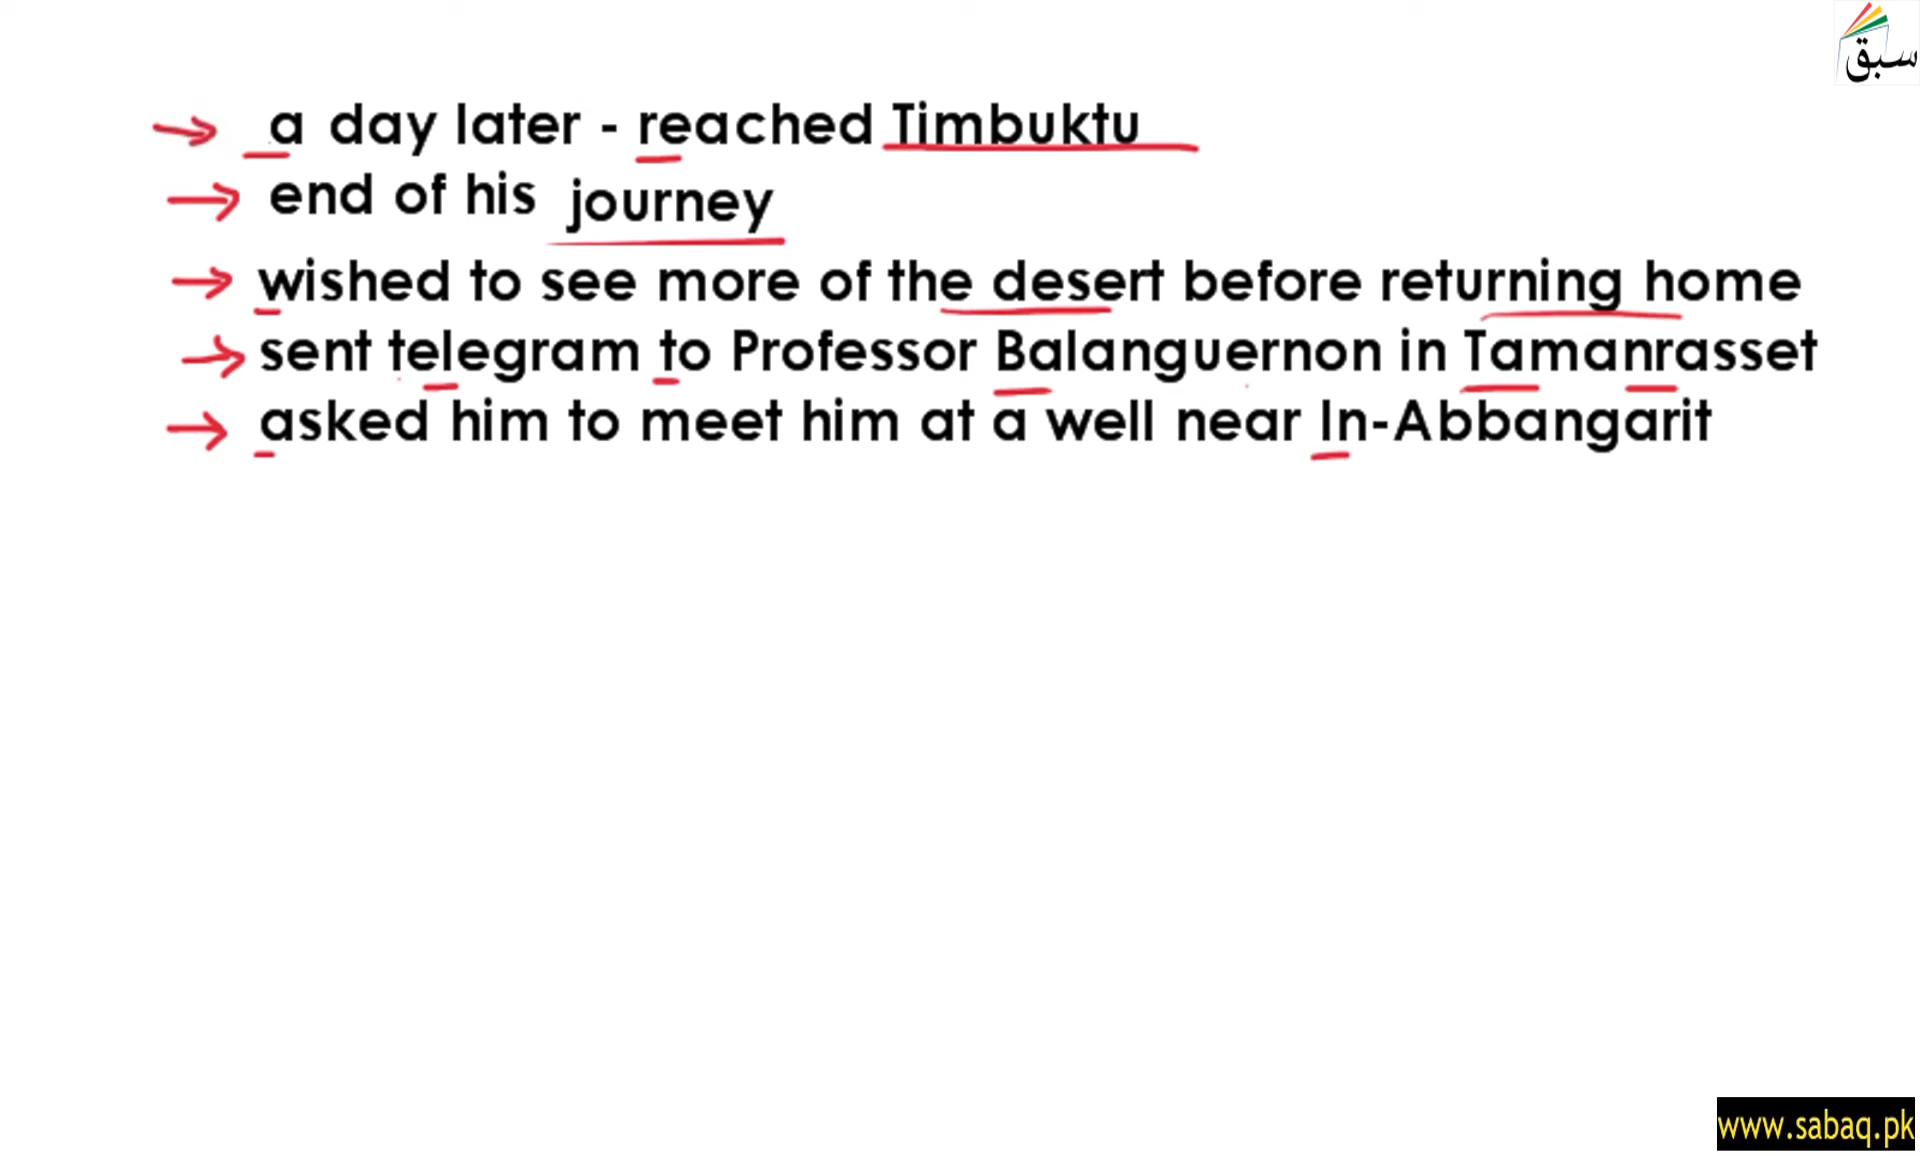 سبق
a day later - reached Timbuktu
end of his journey
wished to see more of the desert before returning home
sent telegram to Professor Balanguernon in Tamanrasset
asked him to meet him at a well near In-Abbangarit
www.sabaq.pk